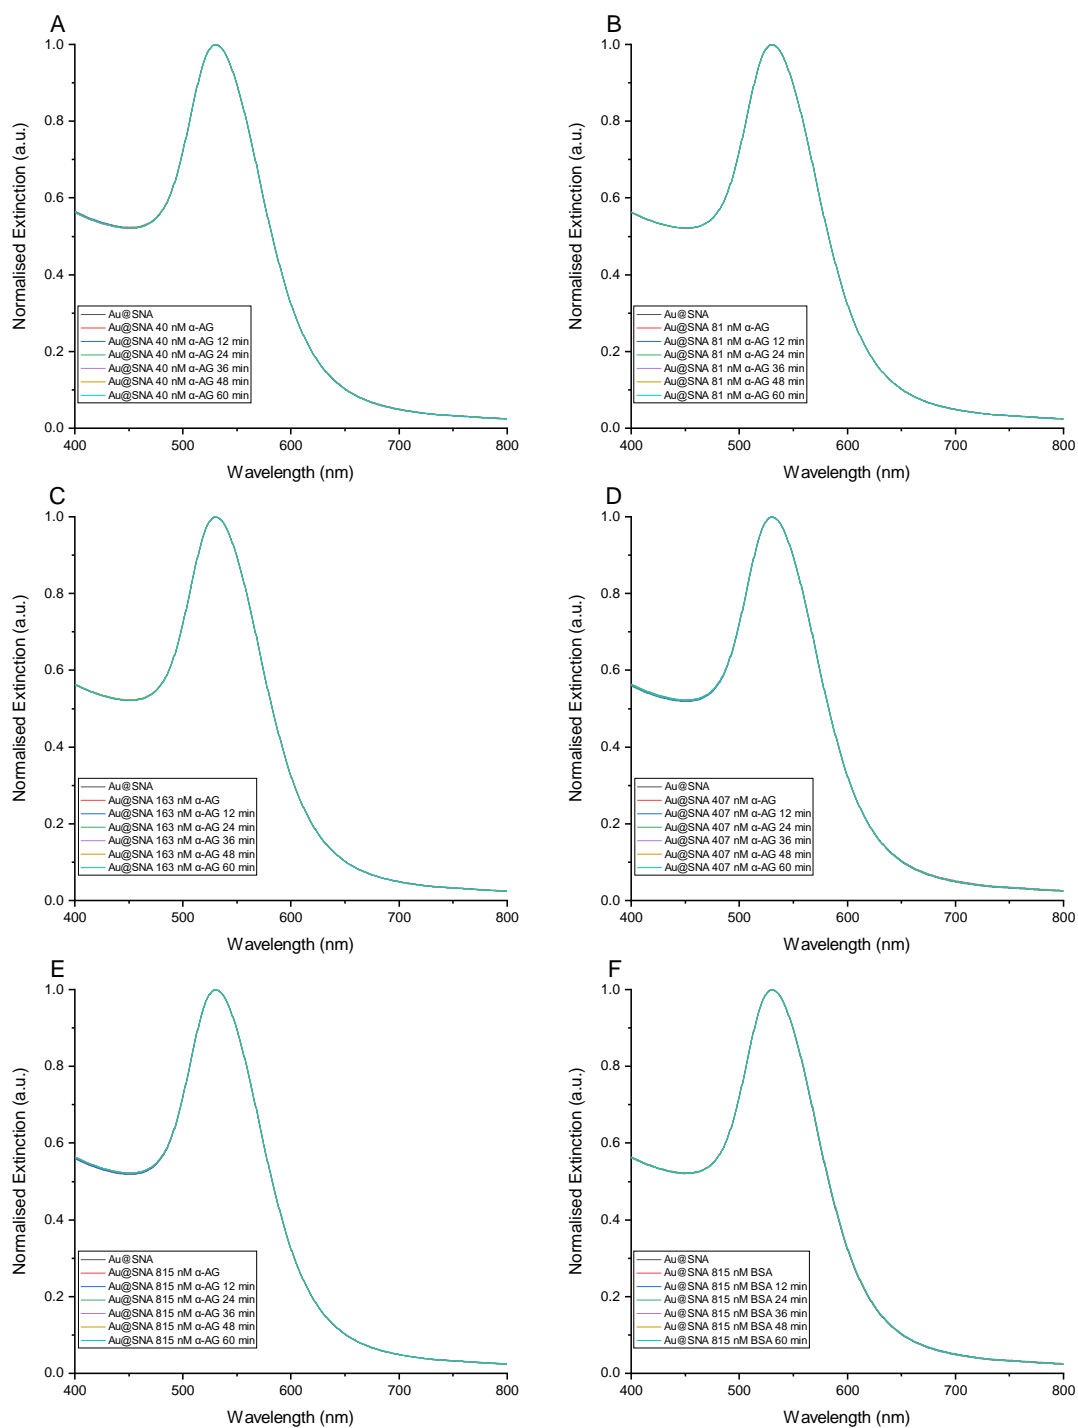 A
Normalised Extinction (a.u.)
1.0
0.8
0.6
0.4
0.2
0.0
Au@SNA
Au@SNA 40 nM α-AG
Au@SNA 40 nM α-AG 12 min
Au@SNA 40 nM α-AG 24 min
Au@SNA 40 nM α-AG 36 min
Au@SNA 40 nM α-AG 48 min
Au@SNA 40 nM α-AG 60 min
400 500 600 700 800
Wavelength (nm)
B
Normalised Extinction (a.u.)
1.0
0.8
0.6
0.4
0.2
0.0
Au@SNA
Au@SNA 81 nM α-AG
Au@SNA 81 nM α-AG 12 min
Au@SNA 81 nM α-AG 24 min
Au@SNA 81 nM α-AG 36 min
Au@SNA 81 nM α-AG 48 min
Au@SNA 81 nM α-AG 60 min
400 500 600 700 800
Wavelength (nm)
C
Normalised Extinction (a.u.)
1.0
0.8
0.6
0.4
0.2
0.0
Au@SNA
Au@SNA 163 nM α-AG
Au@SNA 163 nM α-AG 12 min
Au@SNA 163 nM α-AG 24 min
Au@SNA 163 nM α-AG 36 min
Au@SNA 163 nM α-AG 48 min
Au@SNA 163 nM α-AG 60 min
400 500 600 700 800
Wavelength (nm)
D
Normalised Extinction (a.u.)
1.0
0.8
0.6
0.4
0.2
0.0
Au@SNA
Au@SNA 407 nM α-AG
Au@SNA 407 nM α-AG 12 min
Au@SNA 407 nM α-AG 24 min
Au@SNA 407 nM α-AG 36 min
Au@SNA 407 nM α-AG 48 min
Au@SNA 407 nM α-AG 60 min
400 500 600 700 800
Wavelength (nm)
E
Normalised Extinction (a.u.)
1.0
0.8
0.6
0.4
0.2
0.0
Au@SNA
Au@SNA 815 nM α-AG
Au@SNA 815 nM α-AG 12 min
Au@SNA 815 nM α-AG 24 min
Au@SNA 815 nM α-AG 36 min
Au@SNA 815 nM α-AG 48 min
Au@SNA 815 nM α-AG 60 min
400 500 600 700 800
Wavelength (nm)
F
Normalised Extinction (a.u.)
1.0
0.8
0.6
0.4
0.2
0.0
Au@SNA
Au@SNA 815 nM BSA
Au@SNA 815 nM BSA 12 min
Au@SNA 815 nM BSA 24 min
Au@SNA 815 nM BSA 36 min
Au@SNA 815 nM BSA 48 min
Au@SNA 815 nM BSA 60 min
400 500 600 700 800
Wavelength (nm)